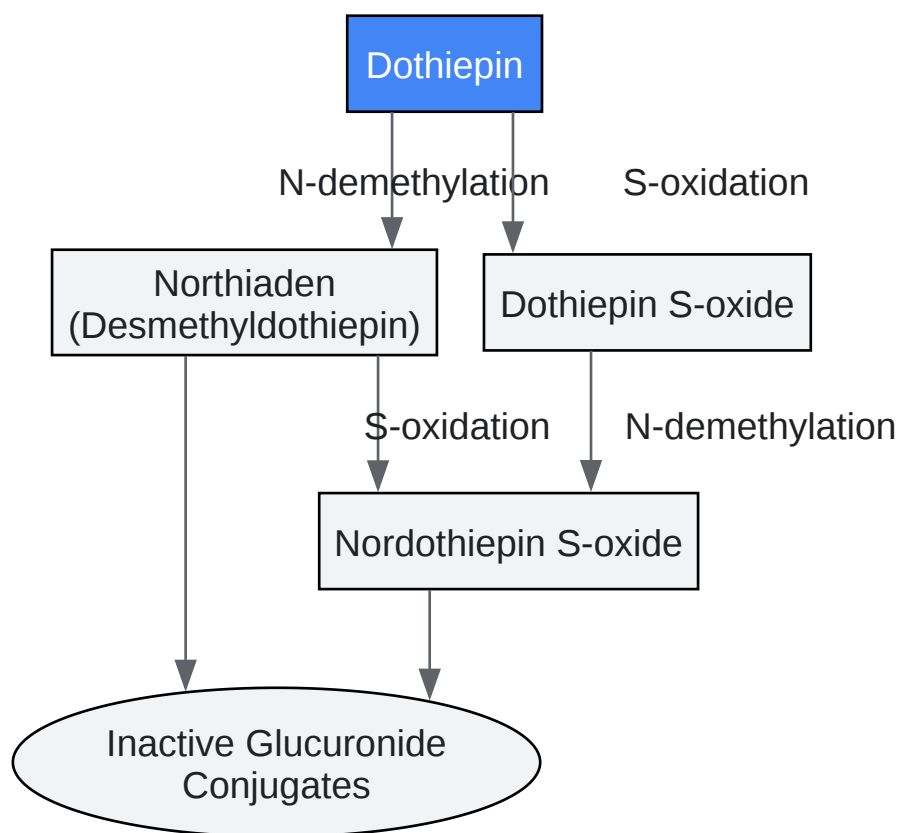 Dothiepin
N-demethylation
S-oxidation
Northiaden
(Desmethyldothiepin)
Dothiepin S-oxide
S-oxidation
N-demethylation
Nordothiepin S-oxide
Inactive Glucuronide
Conjugates